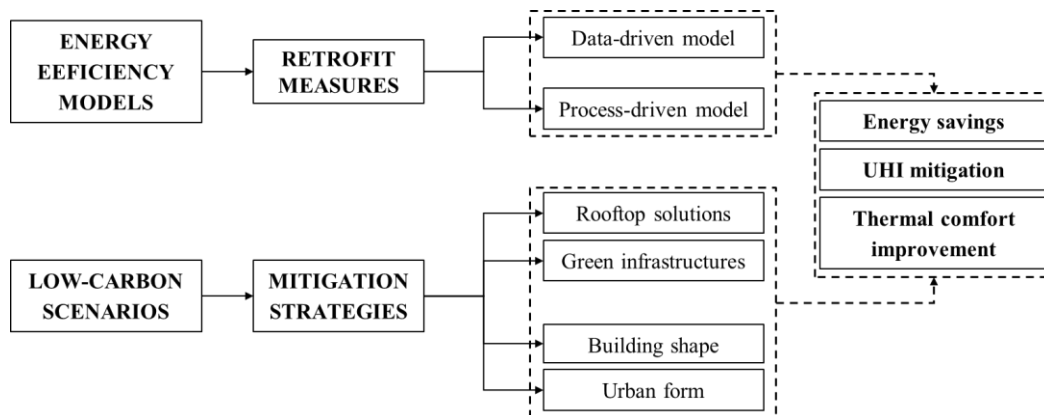 ENERGY
EEFICIENCY
MODELS
RETROFIT
MEASURES
Data-driven model
Process-driven model
Energy savings
UHI mitigation
Thermal comfort
improvement
LOW-CARBON
SCENARIOS
MITIGATION
STRATEGIES
Rooftop solutions
Green infrastructures
Building shape
Urban form